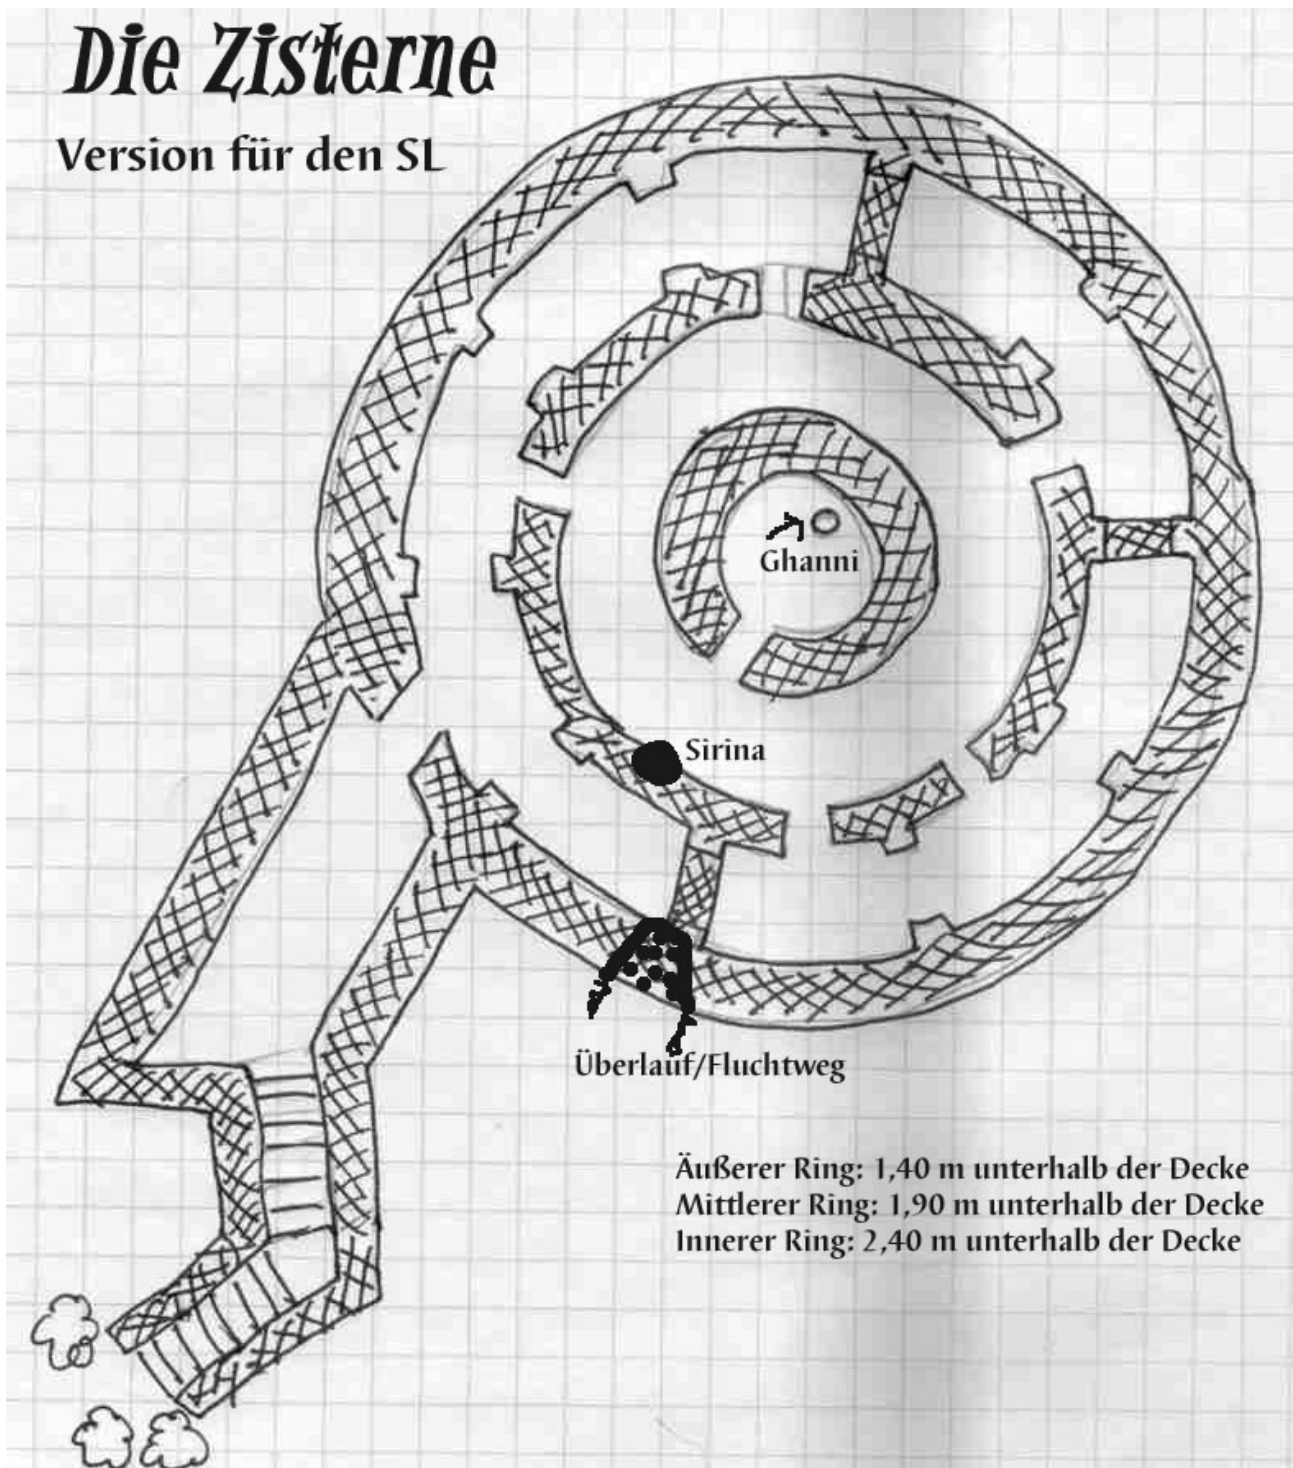 Die Zisterne
Version für den SL
Ghanni
Sirina
Überlauf/Fluchtweg
Äußerer Ring: 1,40 m unterhalb der Decke
Mittlerer Ring: 1,90 m unterhalb der Decke
Innerer Ring: 2,40 m unterhalb der Decke